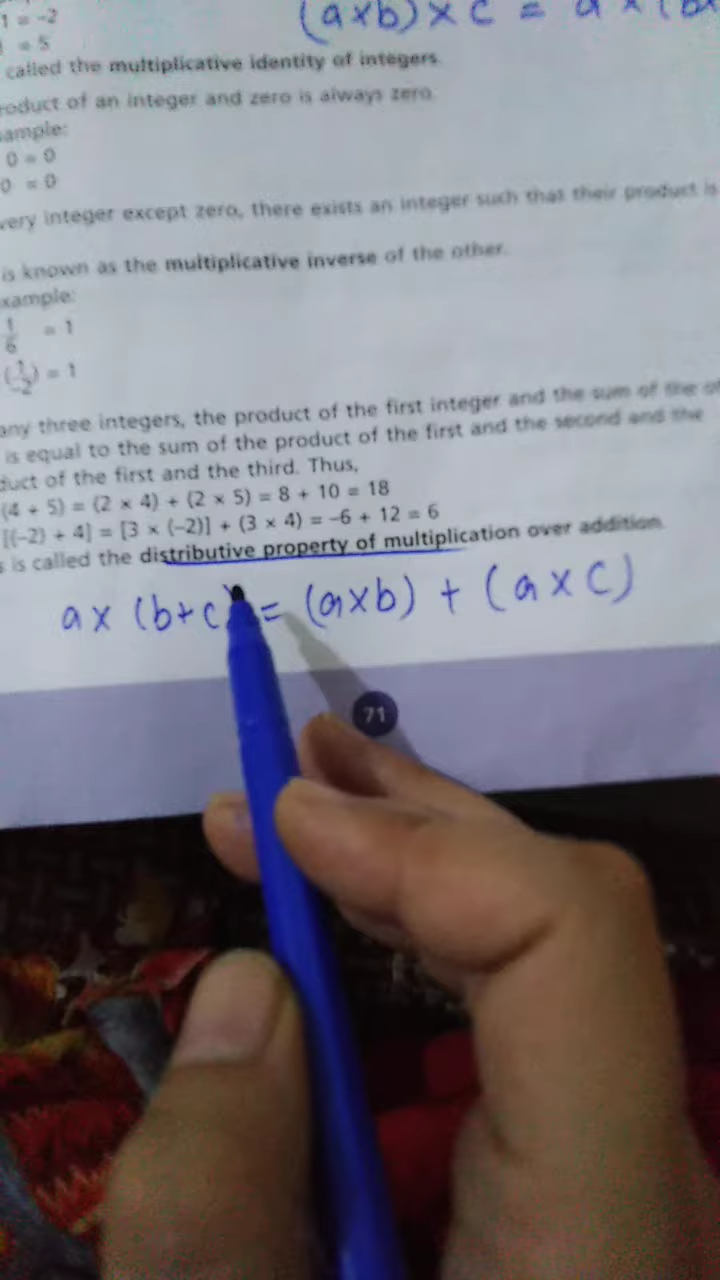 1 = -2
(a×b) × c = a × (b
= 5
called the multiplicative identity of integers.
roduct of an integer and zero is always zero.
ample:
0 = 0
0 = 0
very integer except zero, there exists an integer such that their product is
is known as the multiplicative inverse of the other.
xample:
1/6 = 1
(1/-2) = 1
any three integers, the product of the first integer and the sum of the
is equal to the sum of the product of the first and the second and the
duct of the first and the third. Thus,
(4 + 5) = (2 × 4) + (2 × 5) = 8 + 10 = 18
[(-2) + 4] = [3 × (-2)] + (3 × 4) = -6 + 12 = 6
s is called the distributive property of multiplication over addition.
a × (b+c) = (a×b) + (a×c)
71